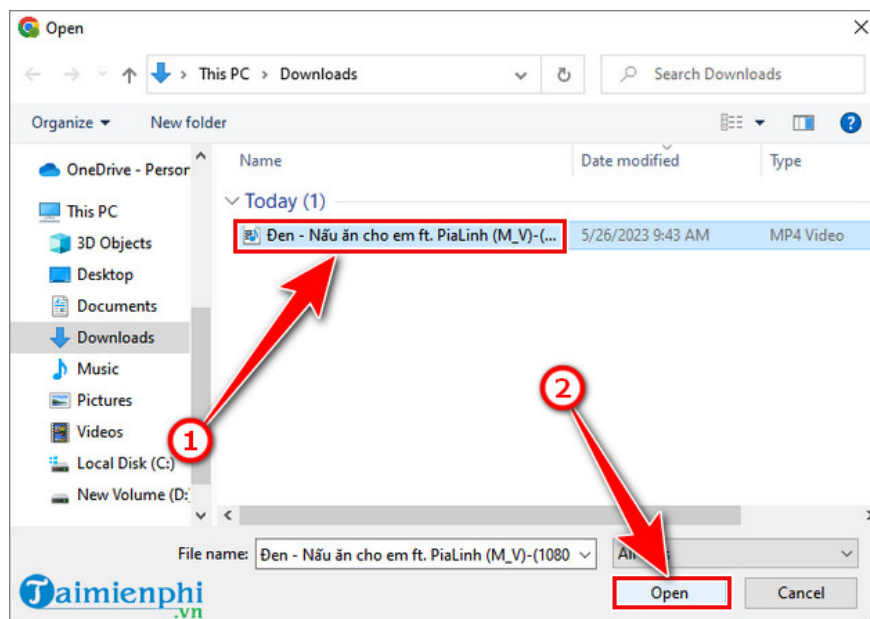 Open
This PC > Downloads
Search Downloads
Organize
New folder
Name
Date modified
Type
OneDrive - Person
Today (1)
This PC
Đen - Nấu ăn cho em ft. PiaLinh (M_V)-(...
5/26/2023 9:43 AM
MP4 Video
3D Objects
Desktop
Documents
Downloads
Music
Pictures
2
Videos
1
Local Disk (C:)
New Volume (D:
File name:
Đen - Nấu ăn cho em ft. PiaLinh (M_V)-(1080
Open
Cancel
Taimienphi
.vn